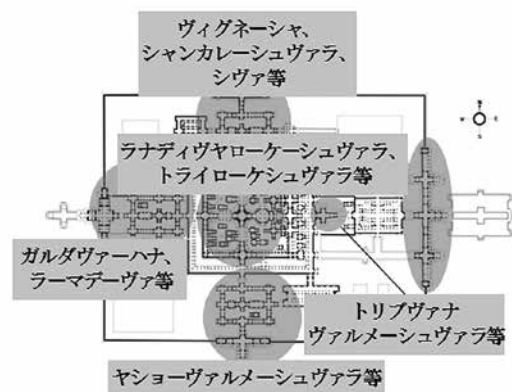 ヴィグネーシャ、
シャンカレーシュヴァラ、
シヴァ等
N
W
E
S
ラナディヴヤローケーシュヴァラ、
トライローケシュヴァラ等
ガルダヴァーハナ、
ラーマデーヴァ等
トリブヴァナ
ヴァルメーシュヴァラ等
ヤショーヴァルメーシュヴァラ等